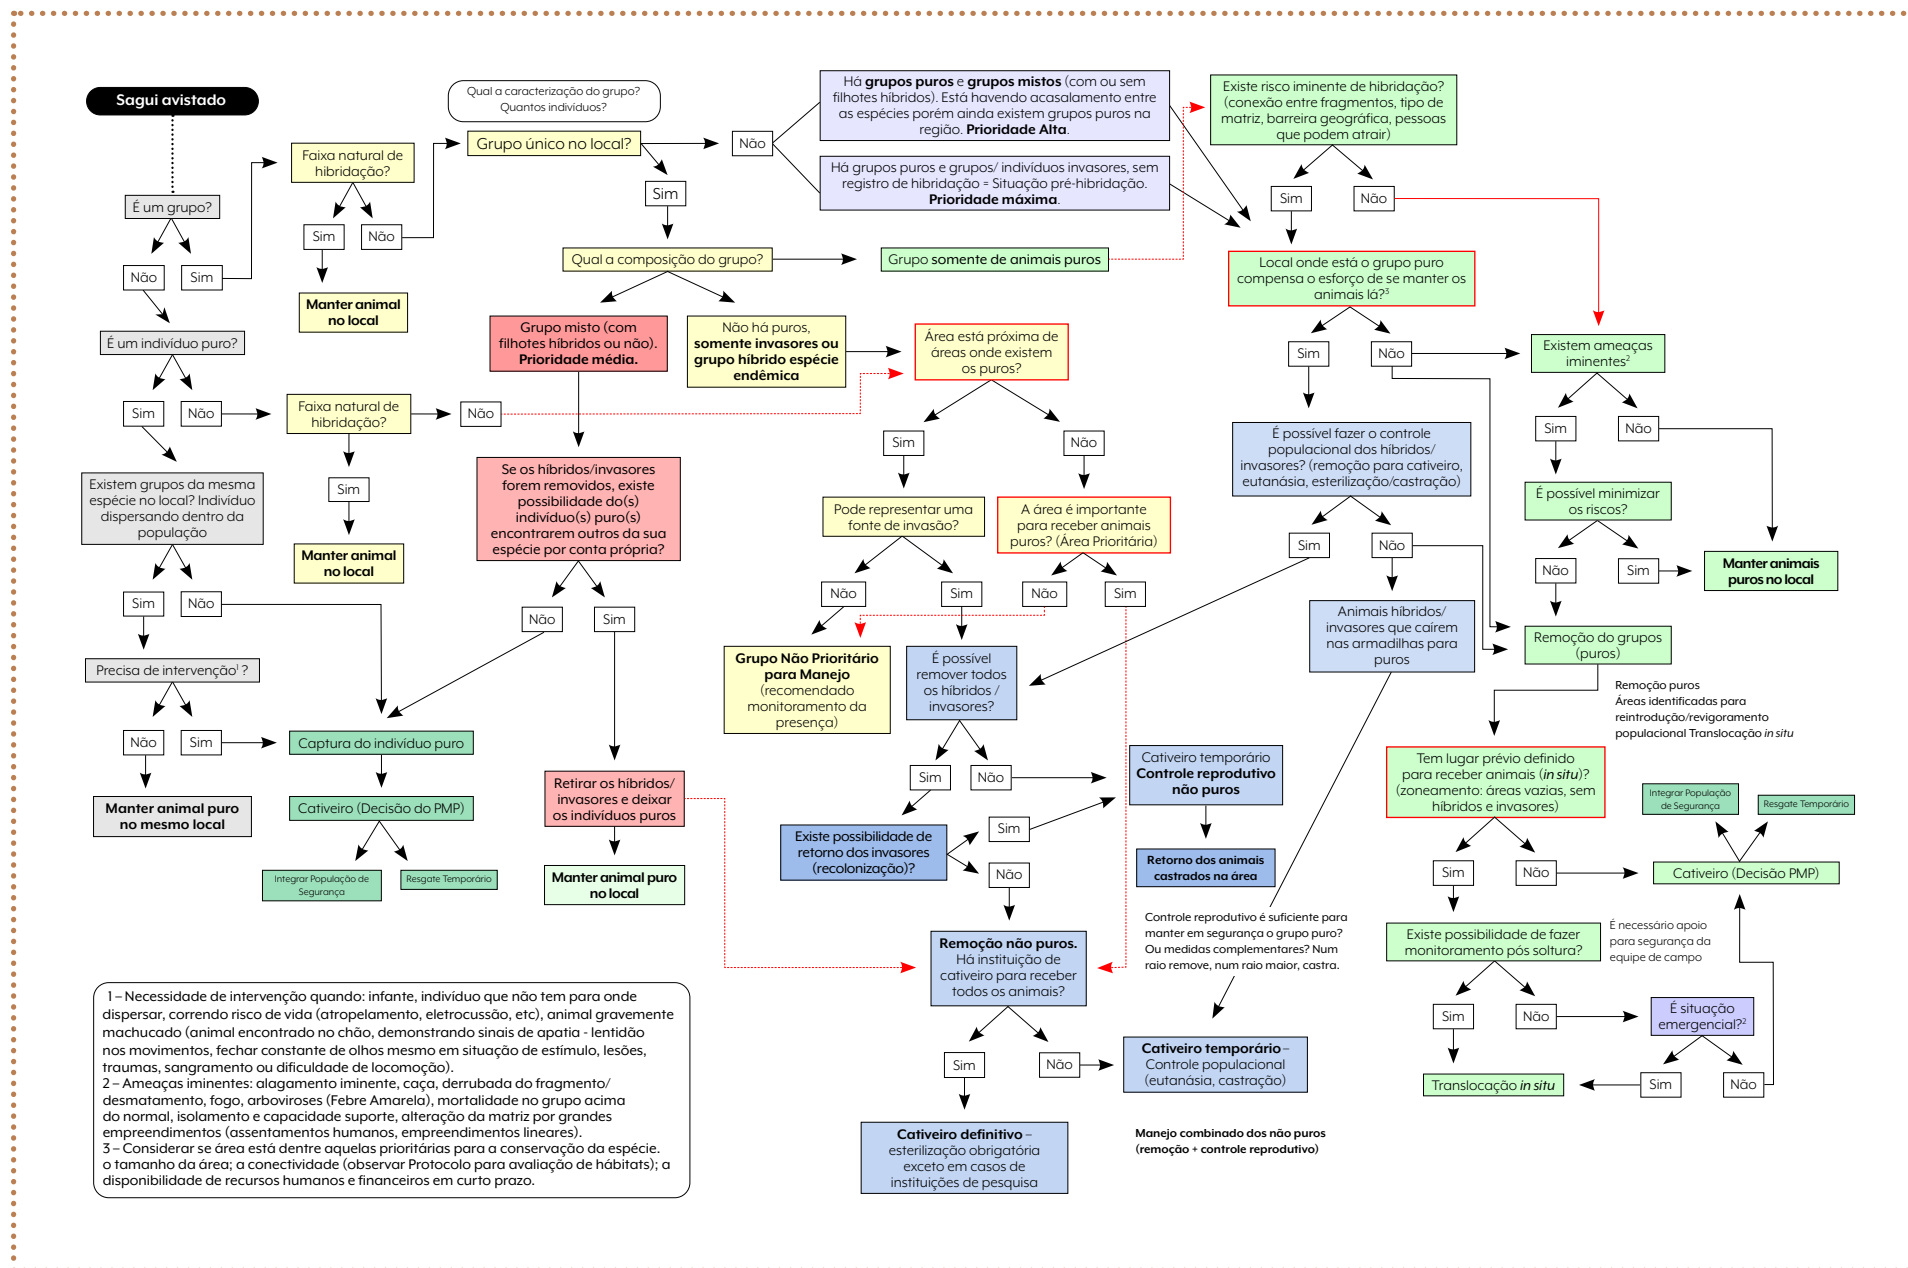 Sagui avistado
É um grupo?
Não
Sim
É um indivíduo puro?
Sim
Não
Existem grupos da mesma
espécie no local? Indivíduo
dispersando dentro da
população
Sim
Não
Precisa de intervenção¹ ?
Não
Sim
Manter animal puro
no mesmo local
Captura do indivíduo puro
Cativeiro (Decisão do PMP)
Integrar População de
Segurança
Resgate Temporário
Faixa natural de
hibridação?
Sim
Não
Manter animal
no local
Faixa natural de
hibridação?
Não
Sim
Manter animal
no local
Qual a caracterização do grupo?
Quantos indivíduos?
Grupo único no local?
Não
Sim
Há grupos puros e grupos mistos (com ou sem
filhotes híbridos). Está havendo acasalamento entre
as espécies porém ainda existem grupos puros na
região. Prioridade Alta.
Há grupos puros e grupos/ indivíduos invasores, sem
registro de hibridação = Situação pré-hibridação.
Prioridade máxima.
Qual a composição do grupo?
Grupo somente de animais puros
Grupo misto (com
filhotes híbridos ou não).
Prioridade média.
Não há puros,
somente invasores ou
grupo híbrido espécie
endêmica
Se os híbridos/invasores
forem removidos, existe
possibilidade do(s)
indivíduo(s) puro(s)
encontrarem outros da sua
espécie por conta própria?
Não
Sim
Retirar os híbridos/
invasores e deixar
os indivíduos puros
Manter animal puro
no local
Área está próxima de
áreas onde existem
os puros?
Sim
Não
Pode representar uma
fonte de invasão?
A área é importante
para receber animais
puros? (Área Prioritária)
Não
Sim
Não
Sim
Grupo Não Prioritário
para Manejo
(recomendado
monitoramento da
presença)
É possível
remover todos
os híbridos /
invasores?
Sim
Não
Existe possibilidade de
retorno dos invasores
(recolonização)?
Sim
Não
Cativeiro temporário
Controle reprodutivo
não puros
Retorno dos animais
castrados na área
Remoção não puros.
Há instituição de
cativeiro para receber
todos os animais?
Sim
Não
Cativeiro definitivo –
esterilização obrigatória
exceto em casos de
instituições de pesquisa
Cativeiro temporário –
Controle populacional
(eutanásia, castração)
Controle reprodutivo é suficiente para
manter em segurança o grupo puro?
Ou medidas complementares? Num
raio remove, num raio maior, castra.
Manejo combinado dos não puros
(remoção + controle reprodutivo)
Existe risco iminente de hibridação?
(conexão entre fragmentos, tipo de
matriz, barreira geográfica, pessoas
que podem atrair)
Sim
Não
Local onde está o grupo puro
compensa o esforço de se manter os
animais lá?³
Sim
Não
É possível fazer o controle
populacional dos híbridos/
invasores? (remoção para cativeiro,
eutanásia, esterilização/castração)
Sim
Não
Animais híbridos/
invasores que caírem
nas armadilhas para
puros
Existem ameaças
iminentes²
Sim
Não
É possível minimizar
os riscos?
Não
Sim
Manter animais
puros no local
Remoção do grupos
(puros)
Remoção puros
Áreas identificadas para
reintrodução/revigoramento
populacional Translocação in situ
Tem lugar prévio definido
para receber animais (in situ)?
(zoneamento: áreas vazias, sem
híbridos e invasores)
Sim
Não
Integrar População
de Segurança
Resgate Temporário
Cativeiro (Decisão PMP)
Existe possibilidade de fazer
monitoramento pós soltura?
É necessário apoio
para segurança da
equipe de campo
Sim
Não
É situação
emergencial?²
Sim
Não
Translocação in situ
1 – Necessidade de intervenção quando: infante, indivíduo que não tem para onde
dispersar, correndo risco de vida (atropelamento, eletrocussão, etc), animal gravemente
machucado (animal encontrado no chão, demonstrando sinais de apatia - lentidão
nos movimentos, fechar constante de olhos mesmo em situação de estímulo, lesões,
traumas, sangramento ou dificuldade de locomoção).
2 – Ameaças iminentes: alagamento iminente, caça, derrubada do fragmento/
desmatamento, fogo, arboviroses (Febre Amarela), mortalidade no grupo acima
do normal, isolamento e capacidade suporte, alteração da matriz por grandes
empreendimentos (assentamentos humanos, empreendimentos lineares).
3 – Considerar se área está dentre aquelas prioritárias para a conservação da espécie.
o tamanho da área; a conectividade (observar Protocolo para avaliação de hábitats); a
disponibilidade de recursos humanos e financeiros em curto prazo.